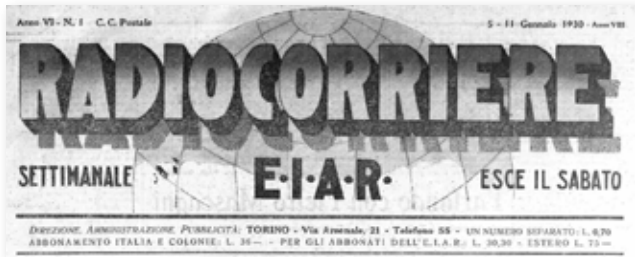 Anno VI - N. 1 C. C. Postale 5 - 11 Gennaio 1930 - Anno VIII
RADIOCORRIERE
SETTIMANALE E·I·A·R· ESCE IL SABATO
DIREZIONE, AMMINISTRAZIONE, PUBBLICITÀ: TORINO - Via Arsenale, 21 - Telefono 55 - UN NUMERO SEPARATO: L. 0,70
ABBONAMENTO ITALIA E COLONIE: L. 36— - PER GLI ABBONATI DELL'E.I.A.R.: L. 30,30 - ESTERO L. 75—